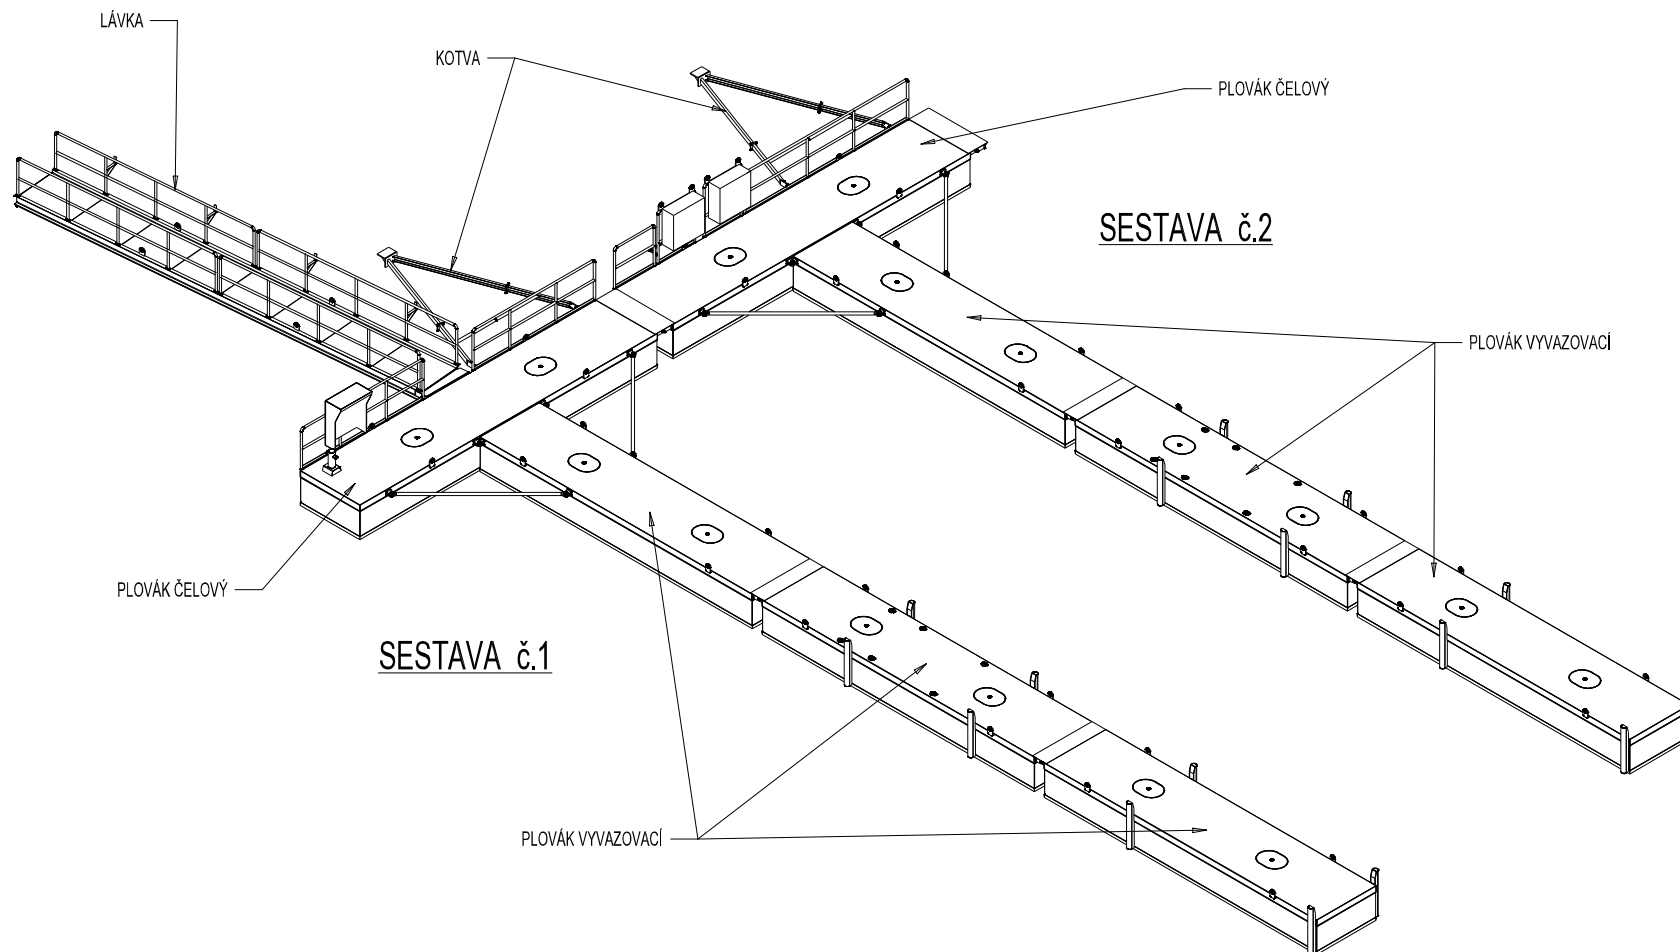 LÁVKA
KOTVA
PLOVÁK ČELOVÝ
SESTAVA č.2
PLOVÁK VYVAZOVACÍ
PLOVÁK ČELOVÝ
SESTAVA č.1
PLOVÁK VYVAZOVACÍ